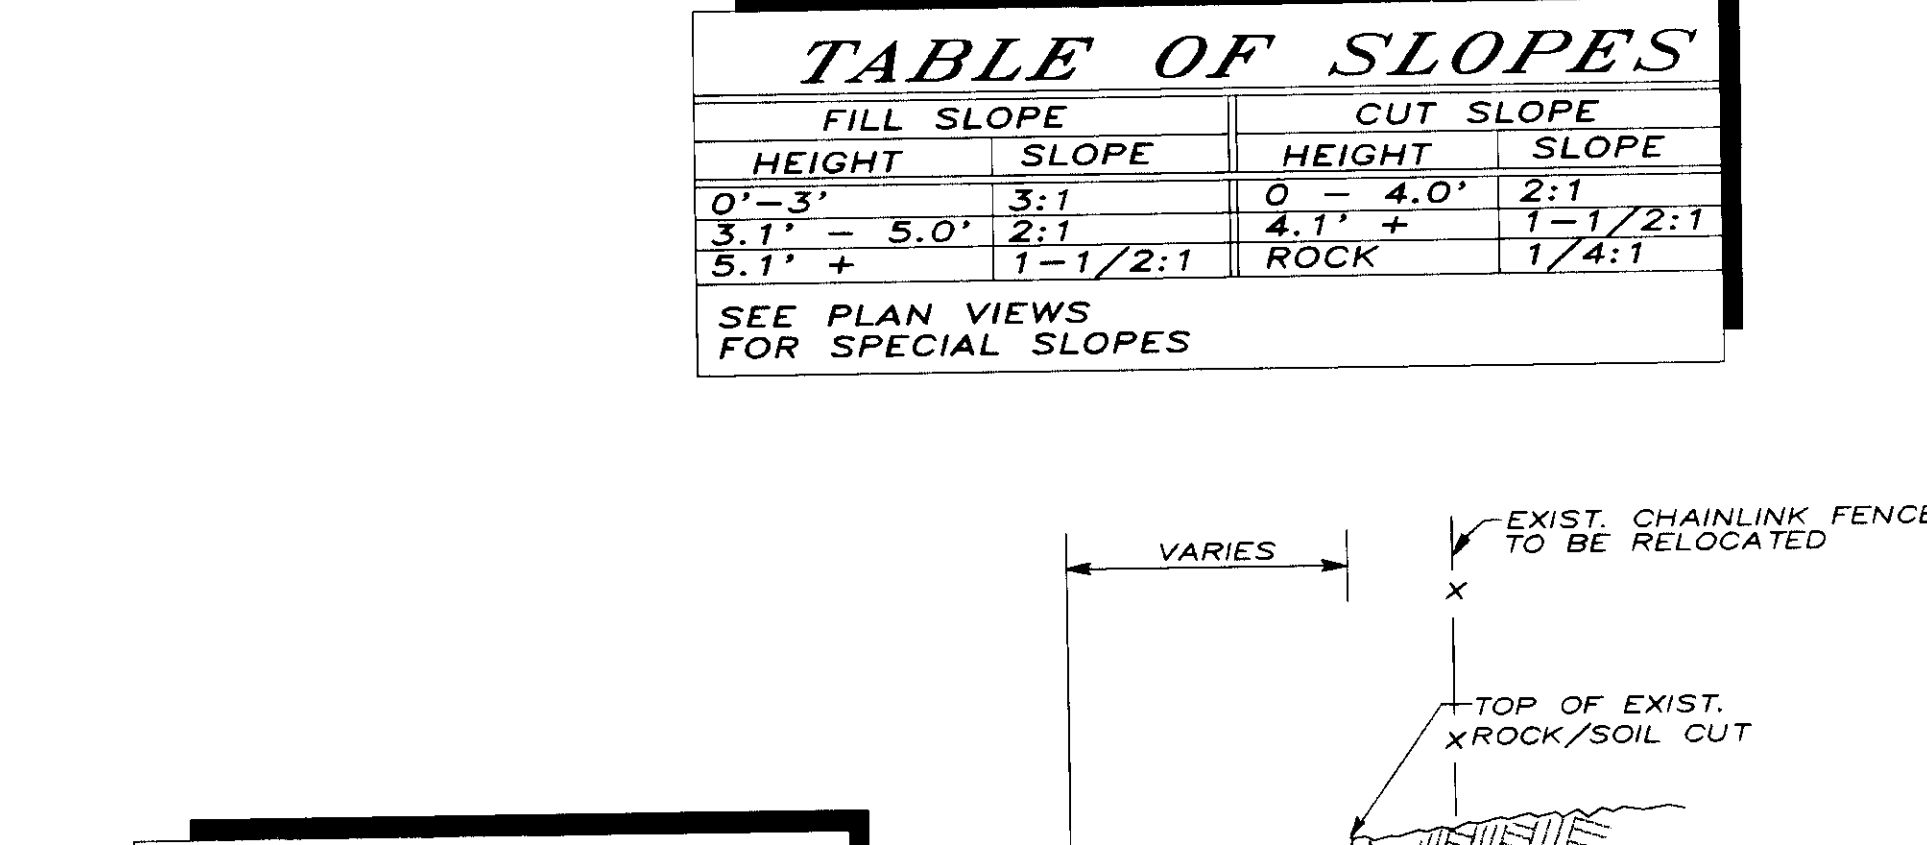 TABLE OF SLOPES
FILL SLOPE CUT SLOPE
HEIGHT SLOPE HEIGHT SLOPE
0'-3' 3:1 0 - 4.0' 2:1
3.1' - 5.0' 2:1 4.1' + 1-1/2:1
5.1' + 1-1/2:1 ROCK 1/4:1
SEE PLAN VIEWS
FOR SPECIAL SLOPES
VARIES
EXIST. CHAINLINK FENCE
TO BE RELOCATED
X
TOP OF EXIST.
X ROCK/SOIL CUT